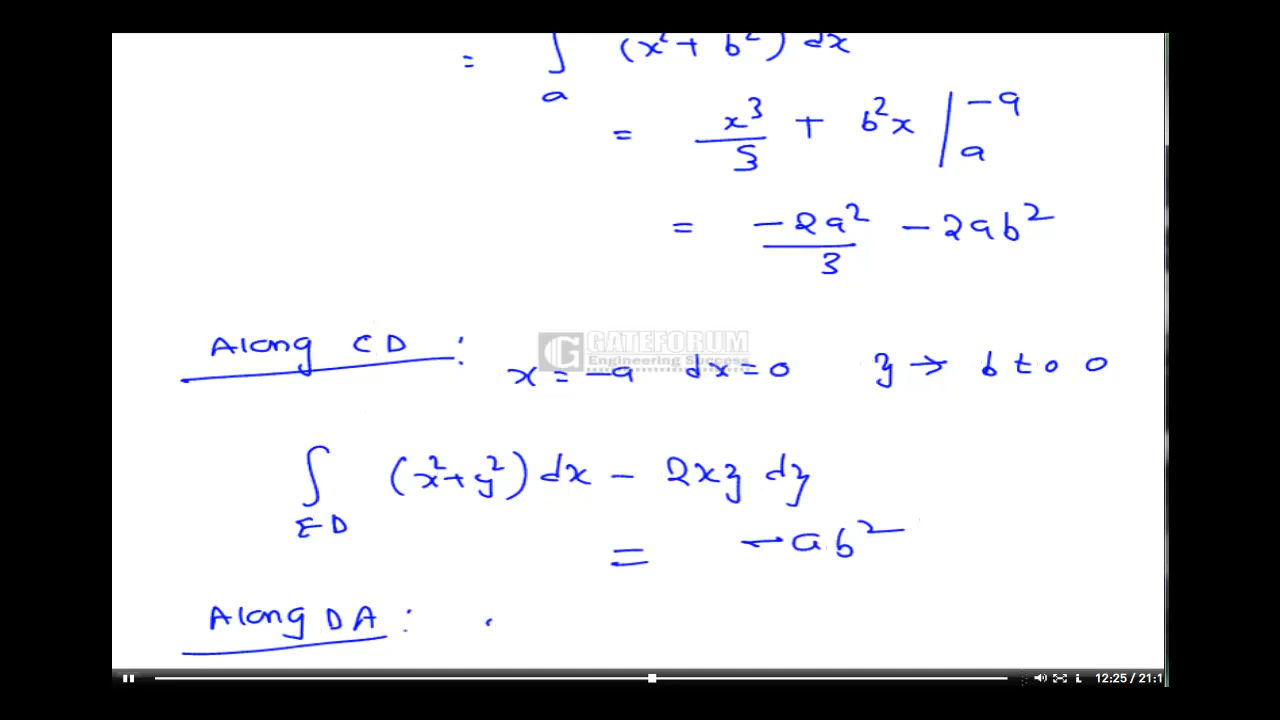 = ∫ₐ (x² + b²) dx
= x³/3 + b²x |₋ₐ ₐ
= -2a²/3 - 2ab²
Along CD : x = -a dx = 0 y → b to 0
GATEFORUM
Engineering Success
∫ (x² + y²) dx - 2xy dy
= -ab²
Along DA :
12:25 / 21:1